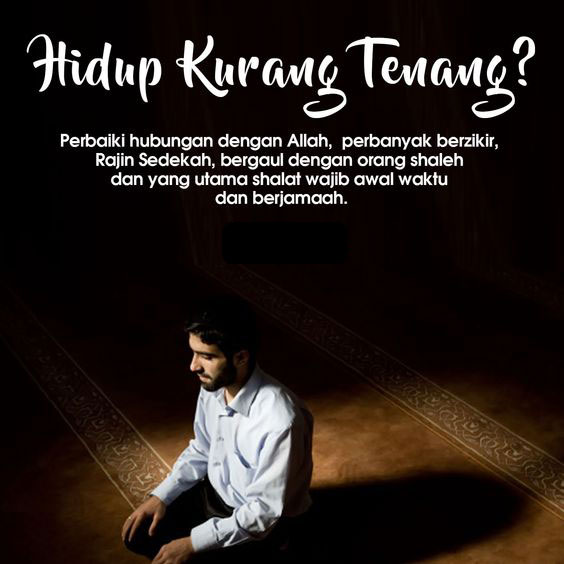 Hidup Kurang Tenang?
Perbaiki hubungan dengan Allah, perbanyak berzikir,
Rajin Sedekah, bergaul dengan orang shaleh
dan yang utama shalat wajib awal waktu
dan berjamaah.